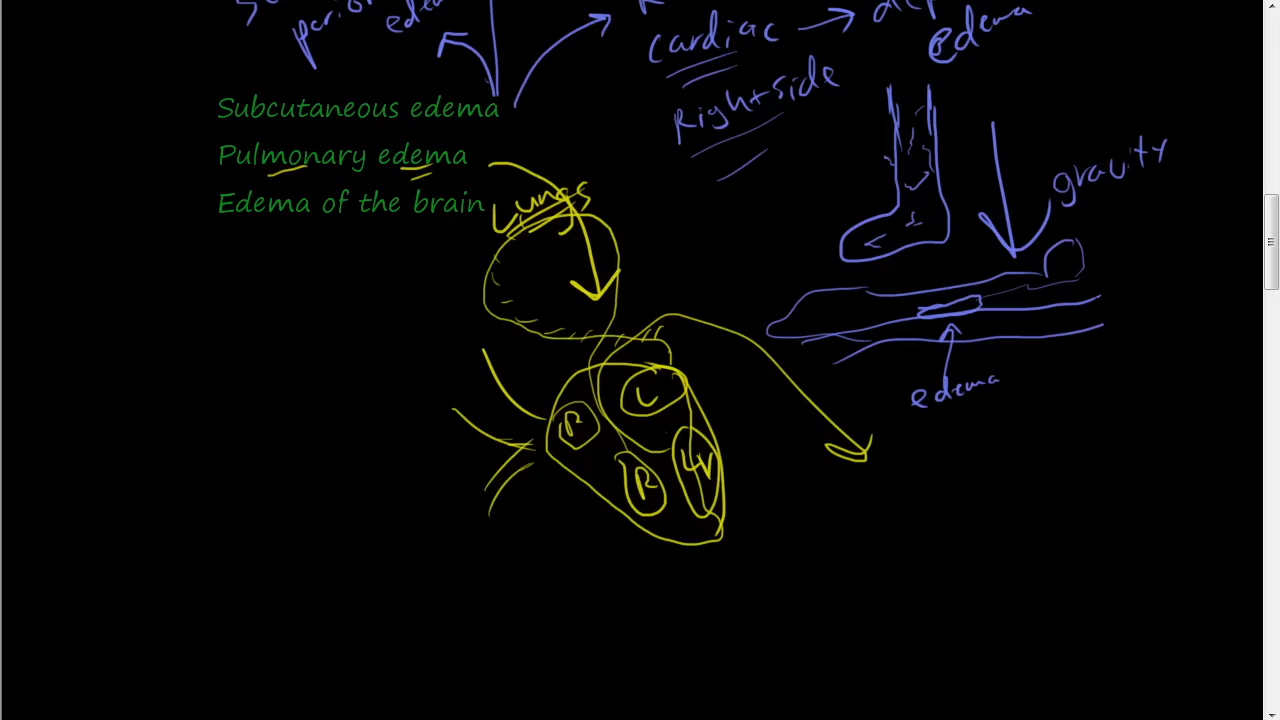 edema
cardiac
Right side
Subcutaneous edema
Pulmonary edema
Edema of the brain
Lungs
gravity
edema
L
R
LV
R